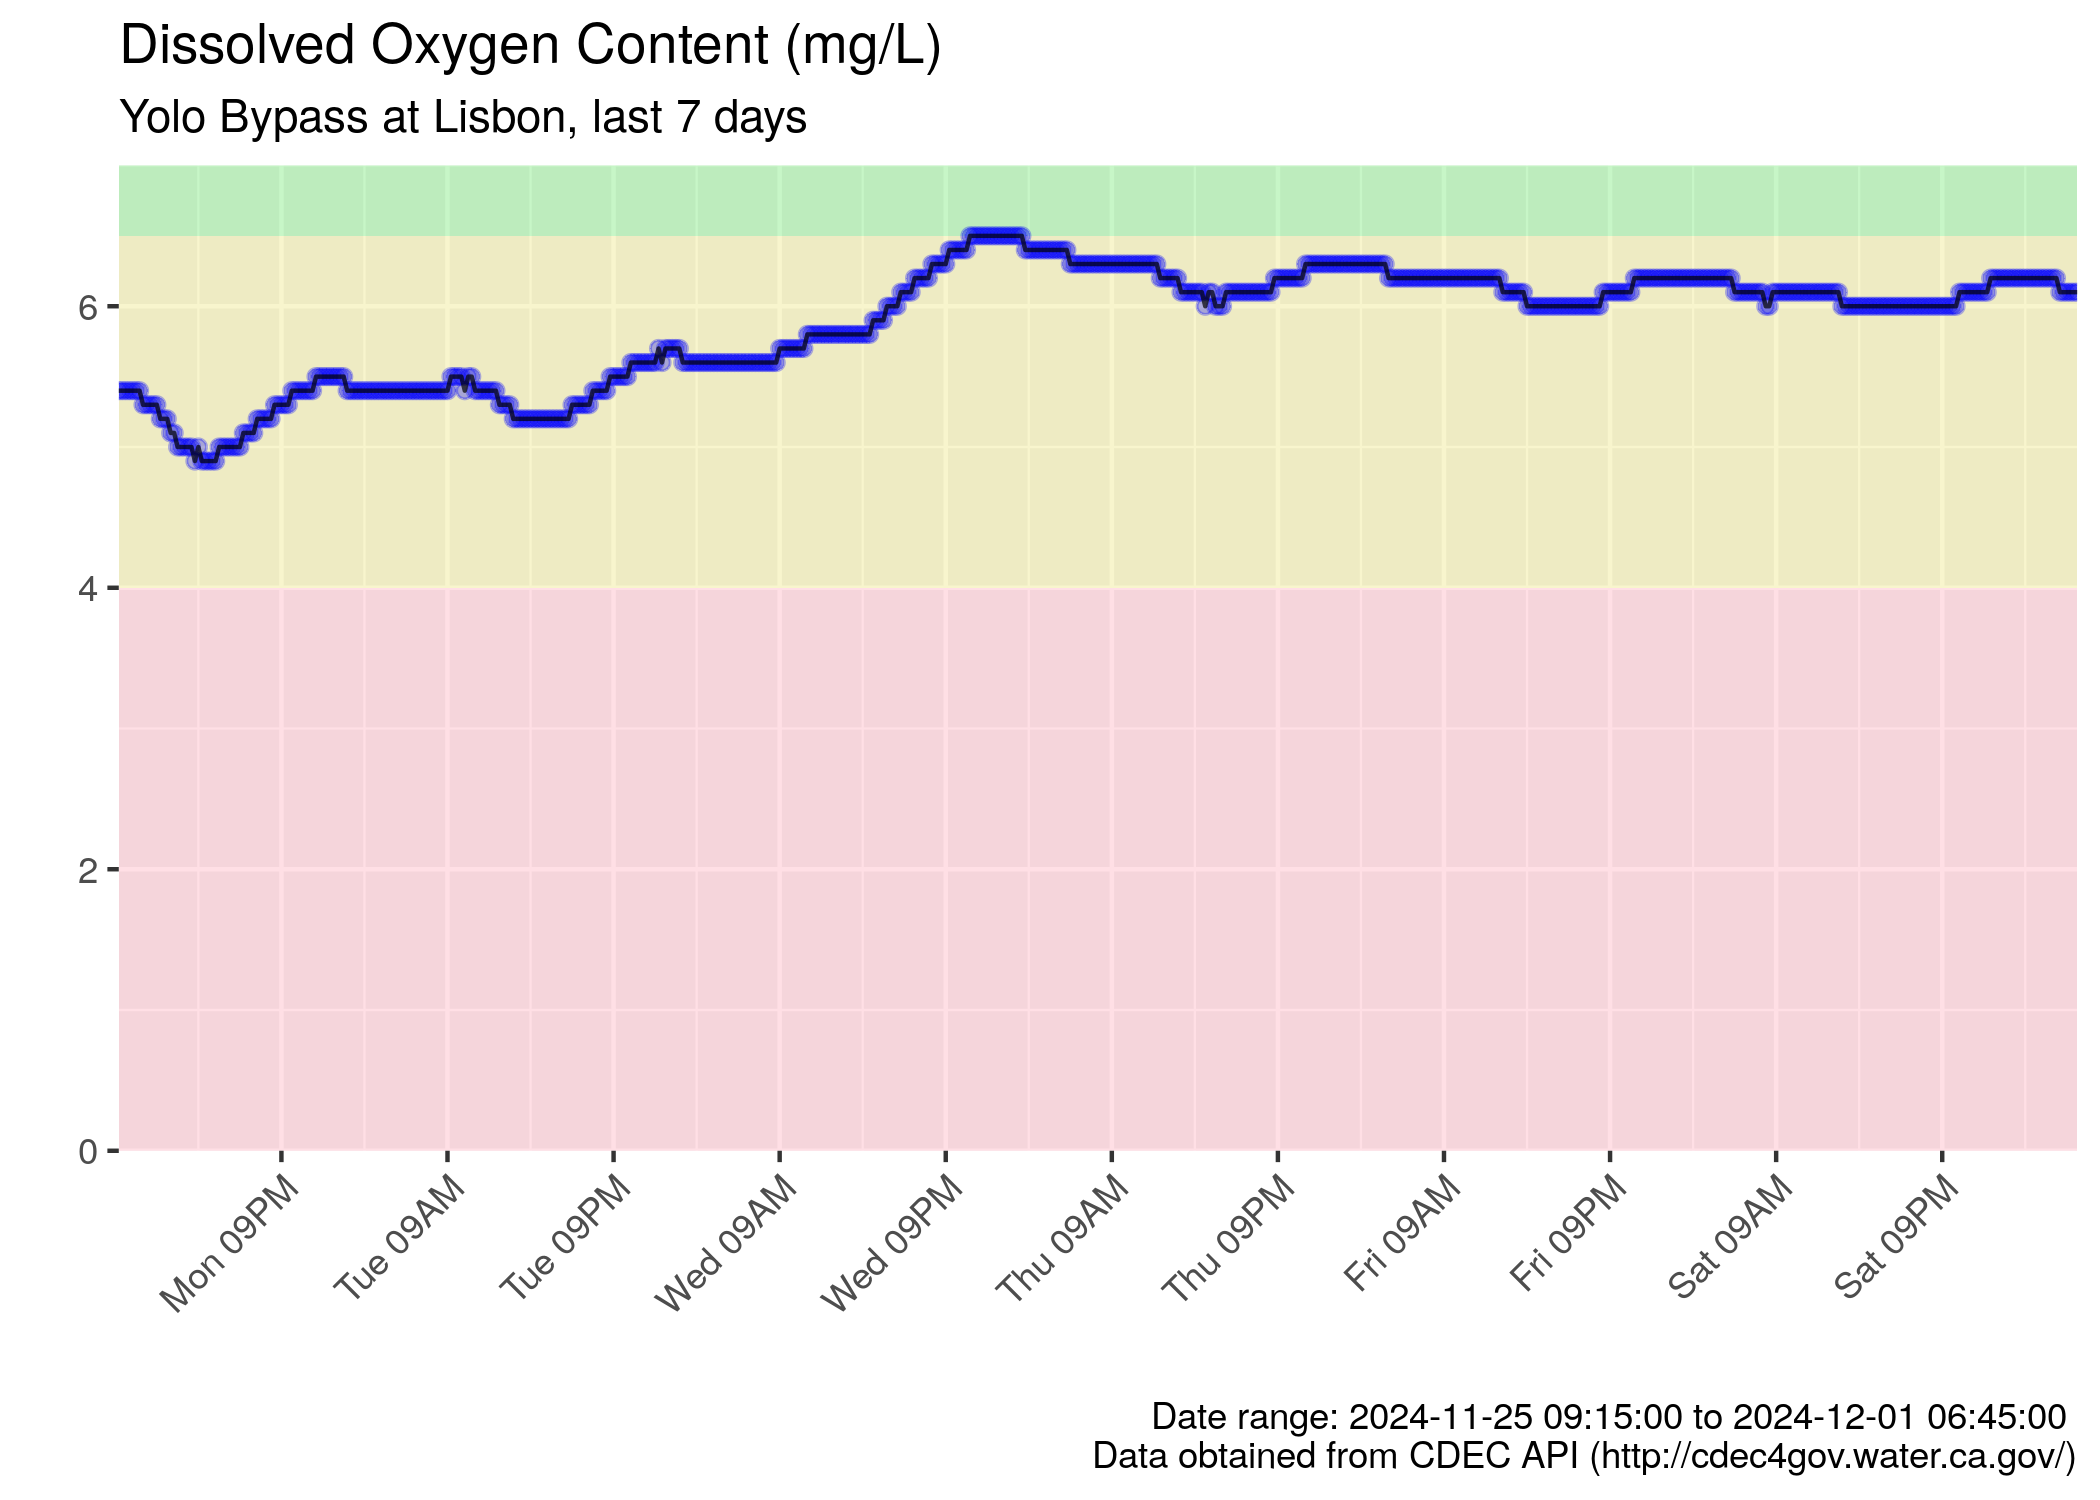 Dissolved Oxygen Content (mg/L)
Yolo Bypass at Lisbon, last 7 days
6
4
2
0
Mon 09PM
Tue 09AM
Tue 09PM
Wed 09AM
Wed 09PM
Thu 09AM
Thu 09PM
Fri 09AM
Fri 09PM
Sat 09AM
Sat 09PM
Date range: 2024-11-25 09:15:00 to 2024-12-01 06:45:00
Data obtained from CDEC API (http://cdec4gov.water.ca.gov/)